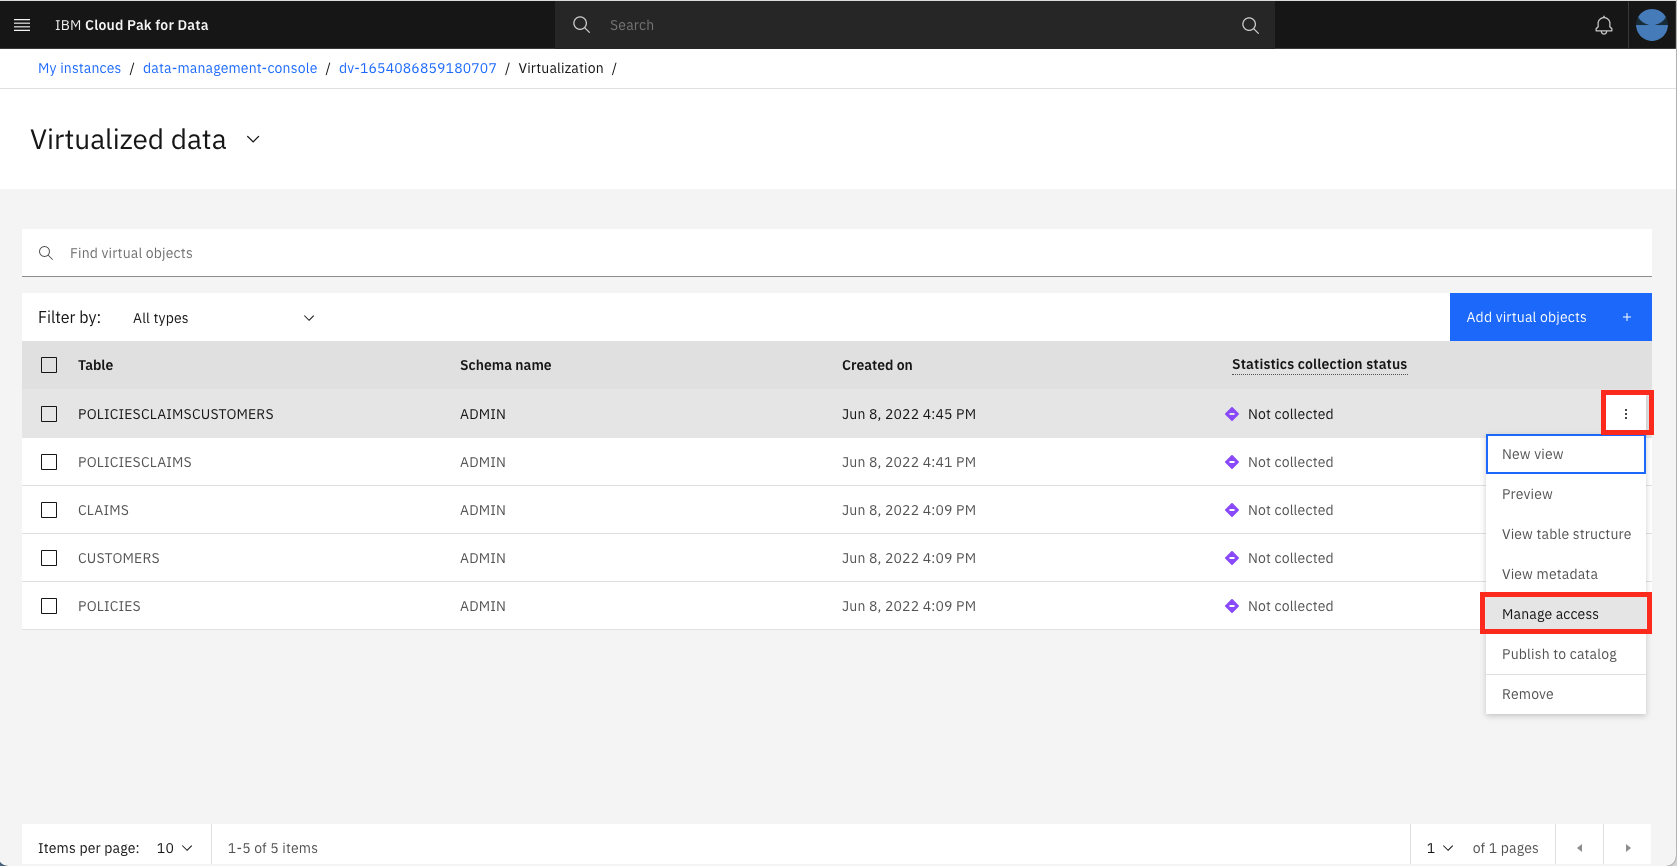 IBM Cloud Pak for Data Search
My instances / data-management-console / dv-1654086859180707 / Virtualization /
Virtualized data
Find virtual objects
Filter by: All types Add virtual objects +
Table Schema name Created on Statistics collection status
POLICIESCLAIMSCUSTOMERS ADMIN Jun 8, 2022 4:45 PM Not collected
POLICIESCLAIMS ADMIN Jun 8, 2022 4:41 PM Not collected
CLAIMS ADMIN Jun 8, 2022 4:09 PM Not collected
CUSTOMERS ADMIN Jun 8, 2022 4:09 PM Not collected
POLICIES ADMIN Jun 8, 2022 4:09 PM Not collected
New view
Preview
View table structure
View metadata
Manage access
Publish to catalog
Remove
Items per page: 10 1-5 of 5 items 1 of 1 pages